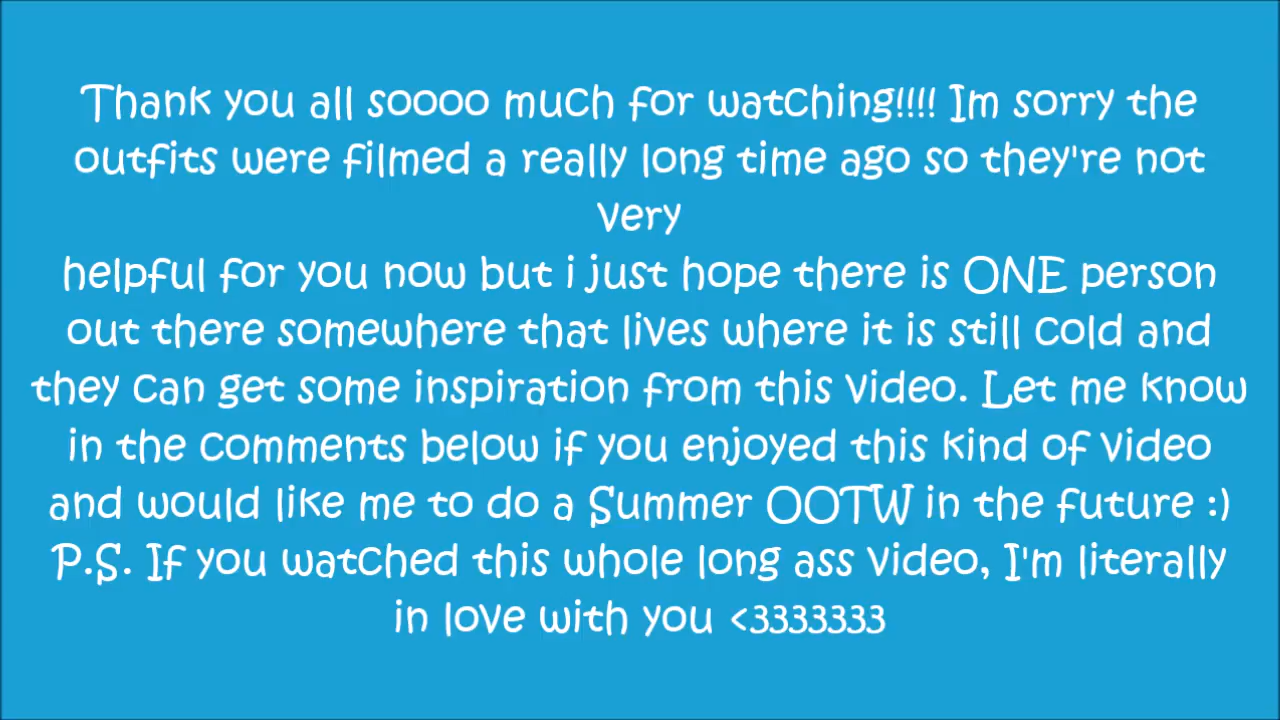 Thank you all soooo much for watching!!!! Im sorry the
outfits were filmed a really long time ago so they're not
very
helpful for you now but i just hope there is ONE person
out there somewhere that lives where it is still cold and
they can get some inspiration from this video. Let me know
in the comments below if you enjoyed this kind of video
and would like me to do a Summer OOTW in the future :)
P.S. If you watched this whole long ass video, I'm literally
in love with you <3333333